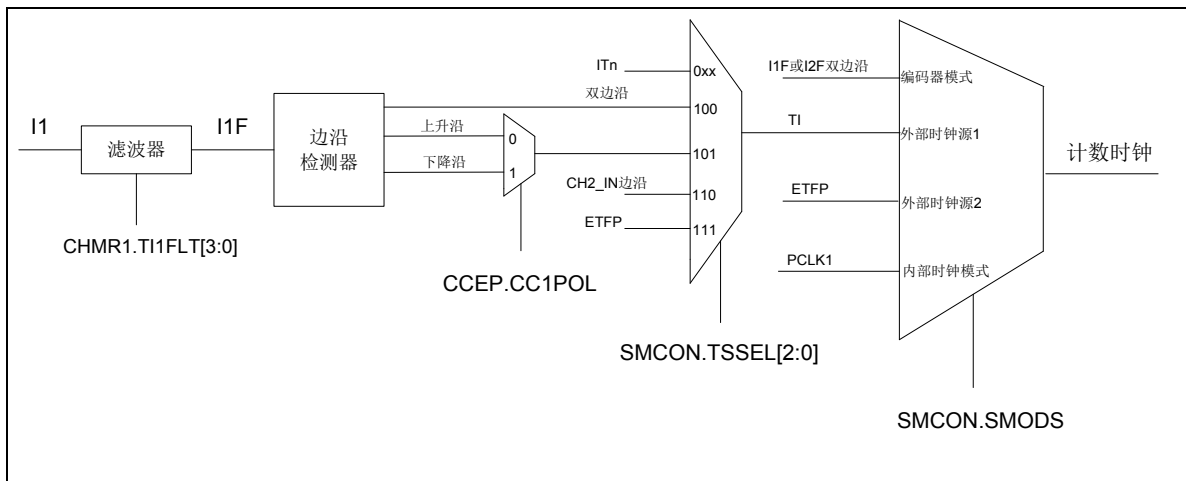 I1
滤波器
CHMR1.TI1FLT[3:0]
I1F
边沿
检测器
双边沿
上升沿
下降沿
0
1
CCEP.CC1POL
ITn
CH2_IN边沿
ETFP
0xx
100
101
110
111
SMCON.TSSEL[2:0]
I1F或I2F双边沿
TI
ETFP
PCLK1
编码器模式
外部时钟源1
外部时钟源2
内部时钟模式
SMCON.SMODS
计数时钟